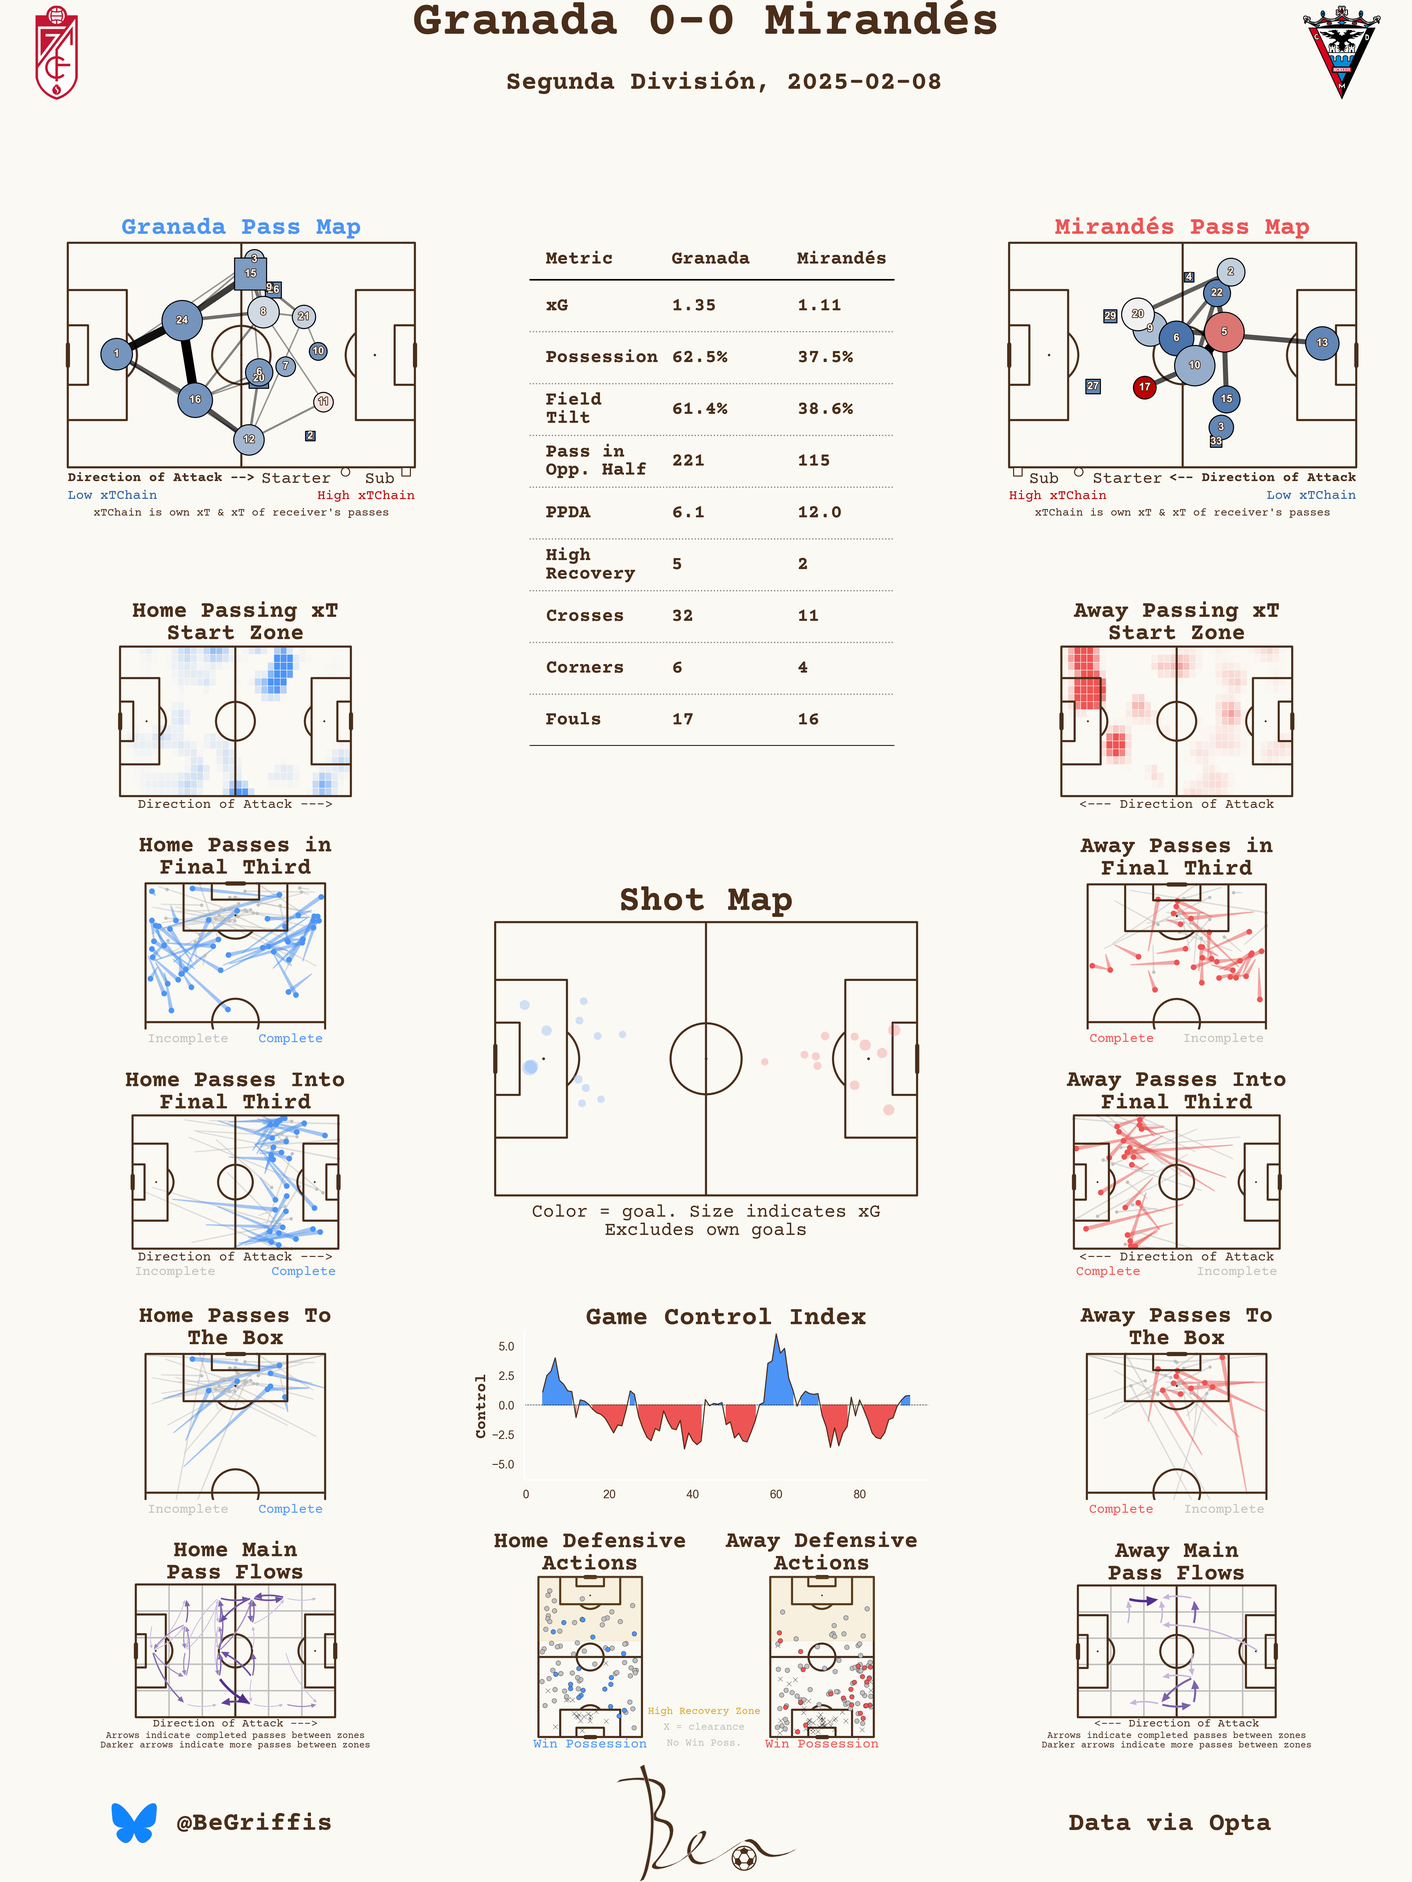 Granada 0-0 Mirandés
Segunda División, 2025-02-08
Granada Pass Map
3
15
9
26
24
8
21
1
10
6
7
20
16
11
12
2
Direction of Attack --> Starter Sub
Low xTChain High xTChain
xTChain is own xT & xT of receiver's passes
Metric Granada Mirandés
xG 1.35 1.11
Possession 62.5% 37.5%
Field
Tilt 61.4% 38.6%
Pass in
Opp. Half 221 115
PPDA 6.1 12.0
High
Recovery 5 2
Crosses 32 11
Corners 6 4
Fouls 17 16
Mirandés Pass Map
4
2
22
29
20
9
5
6
13
10
27
17
15
3
33
Sub Starter <-- Direction of Attack
High xTChain Low xTChain
xTChain is own xT & xT of receiver's passes
Home Passing xT
Start Zone
Direction of Attack --->
Away Passing xT
Start Zone
<--- Direction of Attack
Home Passes in
Final Third
Incomplete Complete
Away Passes in
Final Third
Complete Incomplete
Shot Map
Color = goal. Size indicates xG
Excludes own goals
Home Passes Into
Final Third
Direction of Attack --->
Incomplete Complete
Away Passes Into
Final Third
<--- Direction of Attack
Complete Incomplete
Home Passes To
The Box
Incomplete Complete
Game Control Index
Control
5.0
2.5
0.0
−2.5
−5.0
0 20 40 60 80
Away Passes To
The Box
Complete Incomplete
Home Main
Pass Flows
Direction of Attack --->
Arrows indicate completed passes between zones
Darker arrows indicate more passes between zones
Home Defensive
Actions
Win Possession
High Recovery Zone
X = clearance
No Win Poss.
Away Defensive
Actions
Win Possession
Away Main
Pass Flows
<--- Direction of Attack
Arrows indicate completed passes between zones
Darker arrows indicate more passes between zones
@BeGriffis
Ben
Data via Opta